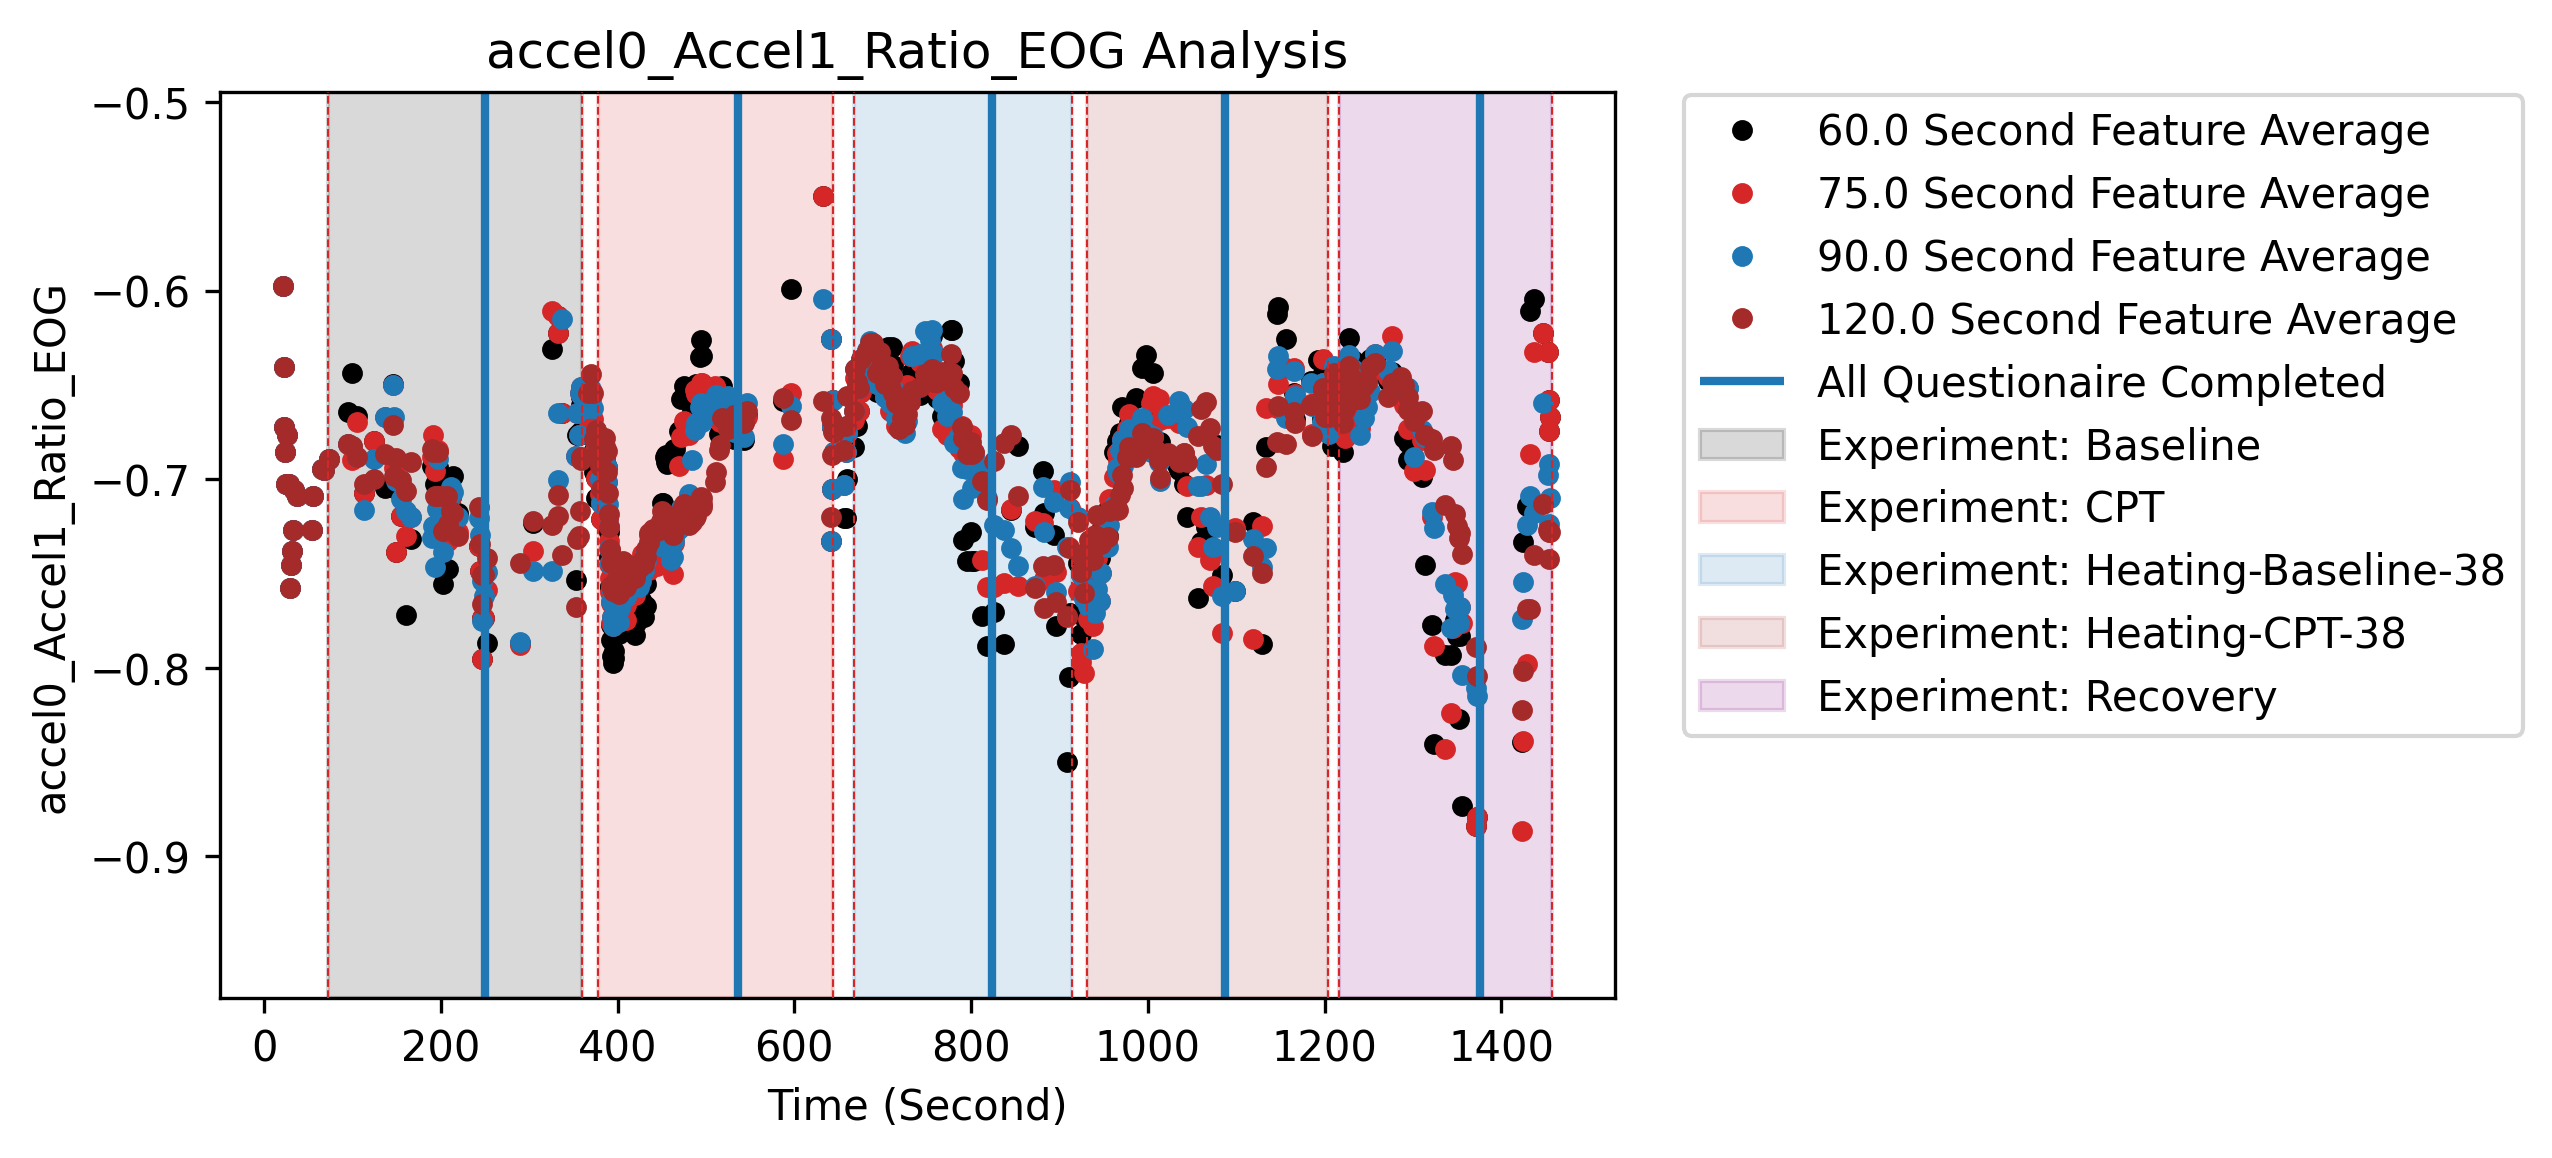 accel0_Accel1_Ratio_EOG Analysis
accel0_Accel1_Ratio_EOG
−0.5
−0.6
−0.7
−0.8
−0.9
0 200 400 600 800 1000 1200 1400
Time (Second)
60.0 Second Feature Average
75.0 Second Feature Average
90.0 Second Feature Average
120.0 Second Feature Average
All Questionaire Completed
Experiment: Baseline
Experiment: CPT
Experiment: Heating-Baseline-38
Experiment: Heating-CPT-38
Experiment: Recovery